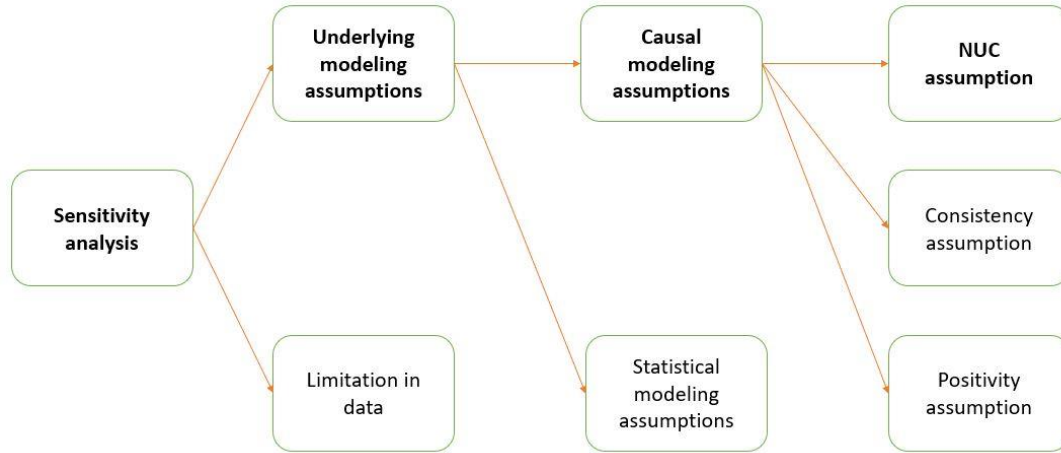 Underlying
modeling
assumptions
Causal
modeling
assumptions
NUC
assumption
Sensitivity
analysis
Consistency
assumption
Limitation in
data
Statistical
modeling
assumptions
Positivity
assumption